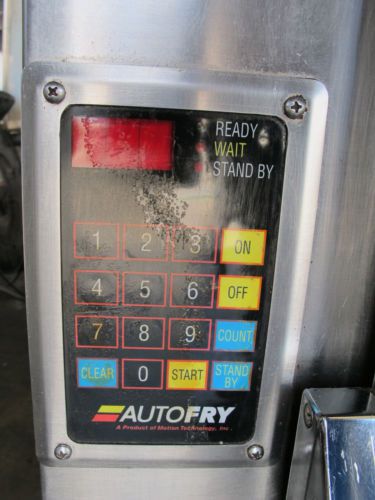 READY
WAIT
STAND BY
1 2 3 ON
4 5 6 OFF
7 8 9 COUNT
CLEAR 0 START STAND BY
AUTOFRY
A Product of Motion Technology, Inc.